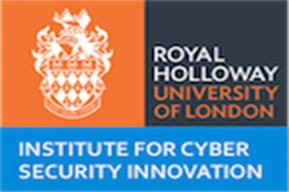 ROYAL
HOLLOWAY
UNIVERSITY
OF LONDON
INSTITUTE FOR CYBER
SECURITY INNOVATION